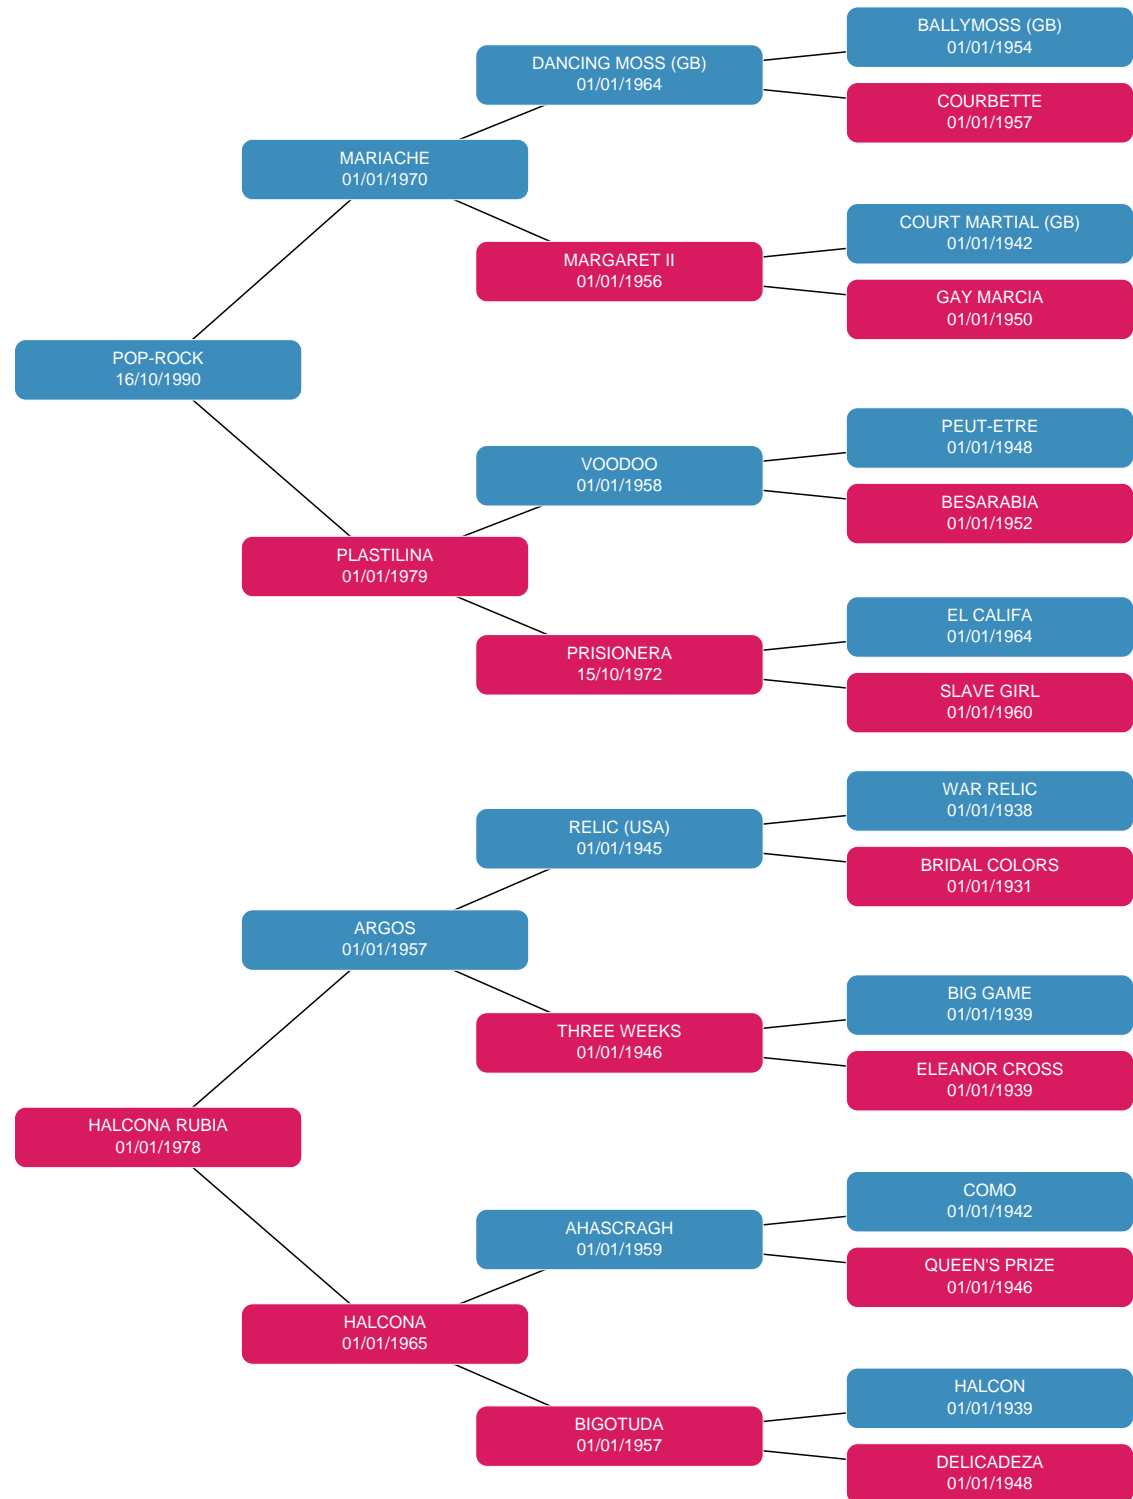 BALLYMOSS (GB)
01/01/1954
DANCING MOSS (GB)
01/01/1964
COURBETTE
01/01/1957
MARIACHE
01/01/1970
COURT MARTIAL (GB)
01/01/1942
MARGARET II
01/01/1956
GAY MARCIA
01/01/1950
POP-ROCK
16/10/1990
PEUT-ETRE
01/01/1948
VOODOO
01/01/1958
BESARABIA
01/01/1952
PLASTILINA
01/01/1979
EL CALIFA
01/01/1964
PRISIONERA
15/10/1972
SLAVE GIRL
01/01/1960
WAR RELIC
01/01/1938
RELIC (USA)
01/01/1945
BRIDAL COLORS
01/01/1931
ARGOS
01/01/1957
BIG GAME
01/01/1939
THREE WEEKS
01/01/1946
ELEANOR CROSS
01/01/1939
HALCONA RUBIA
01/01/1978
COMO
01/01/1942
AHASCRAGH
01/01/1959
QUEEN'S PRIZE
01/01/1946
HALCONA
01/01/1965
HALCON
01/01/1939
BIGOTUDA
01/01/1957
DELICADEZA
01/01/1948